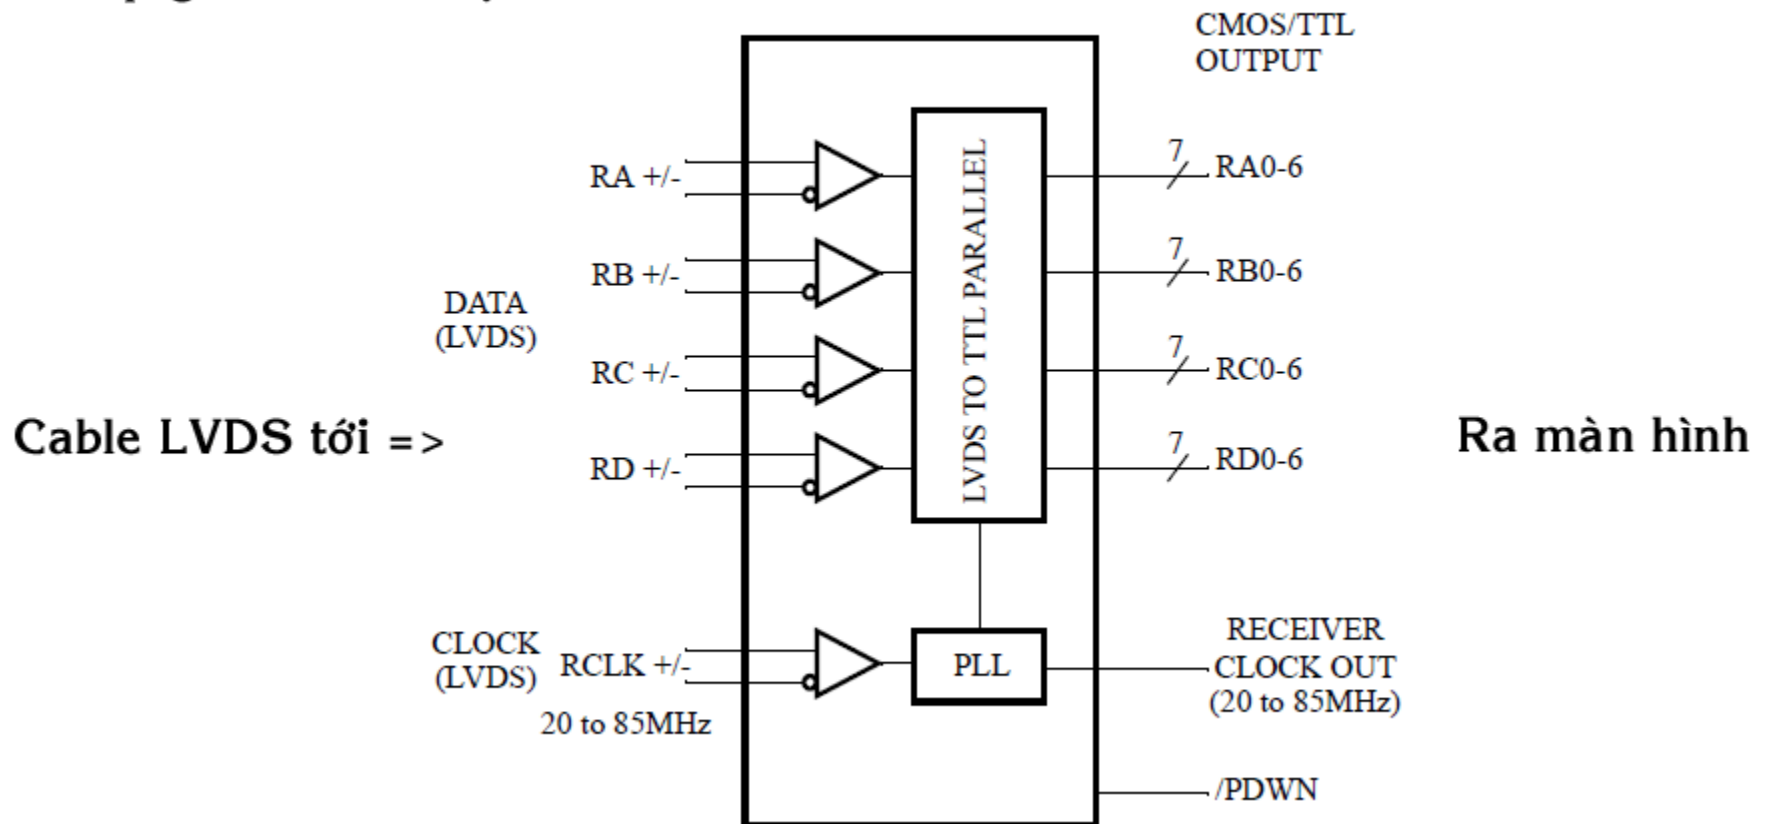 CMOS/TTL
OUTPUT
RA +/-
7
RA0-6
RB +/-
7
RB0-6
DATA
(LVDS)
LVDS TO TTL PARALLEL
RC +/-
7
RC0-6
Cable LVDS tới =>
Ra màn hình
RD +/-
7
RD0-6
CLOCK
(LVDS)
RCLK +/-
20 to 85MHz
PLL
RECEIVER
CLOCK OUT
(20 to 85MHz)
/PDWN